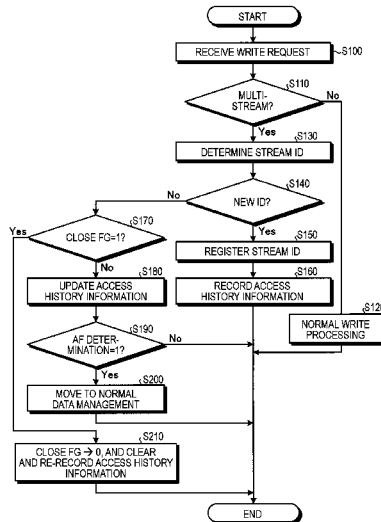 START
RECEIVE WRITE REQUEST
S100
MULTI-
STREAM?
S110
No
Yes
DETERMINE STREAM ID
S130
NEW ID?
S140
No
Yes
CLOSE FG=1?
S170
Yes
No
REGISTER STREAM ID
S150
UPDATE ACCESS
HISTORY INFORMATION
S180
RECORD ACCESS
HISTORY INFORMATION
S160
NORMAL WRITE
PROCESSING
S120
AF DETER-
MINATION=1?
S190
No
Yes
MOVE TO NORMAL
DATA MANAGEMENT
S200
CLOSE FG → 0, AND CLEAR
AND RE-RECORD ACCESS HISTORY
INFORMATION
S210
END